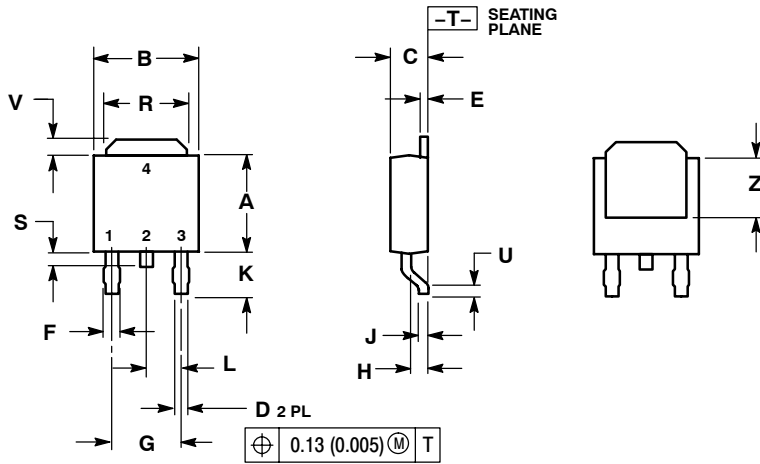 –T– SEATING
PLANE
B
C
V
R
E
4
Z
A
S
1 2 3
U
K
F
J
L
H
D 2 PL
G
⌖ 0.13 (0.005) Ⓜ T